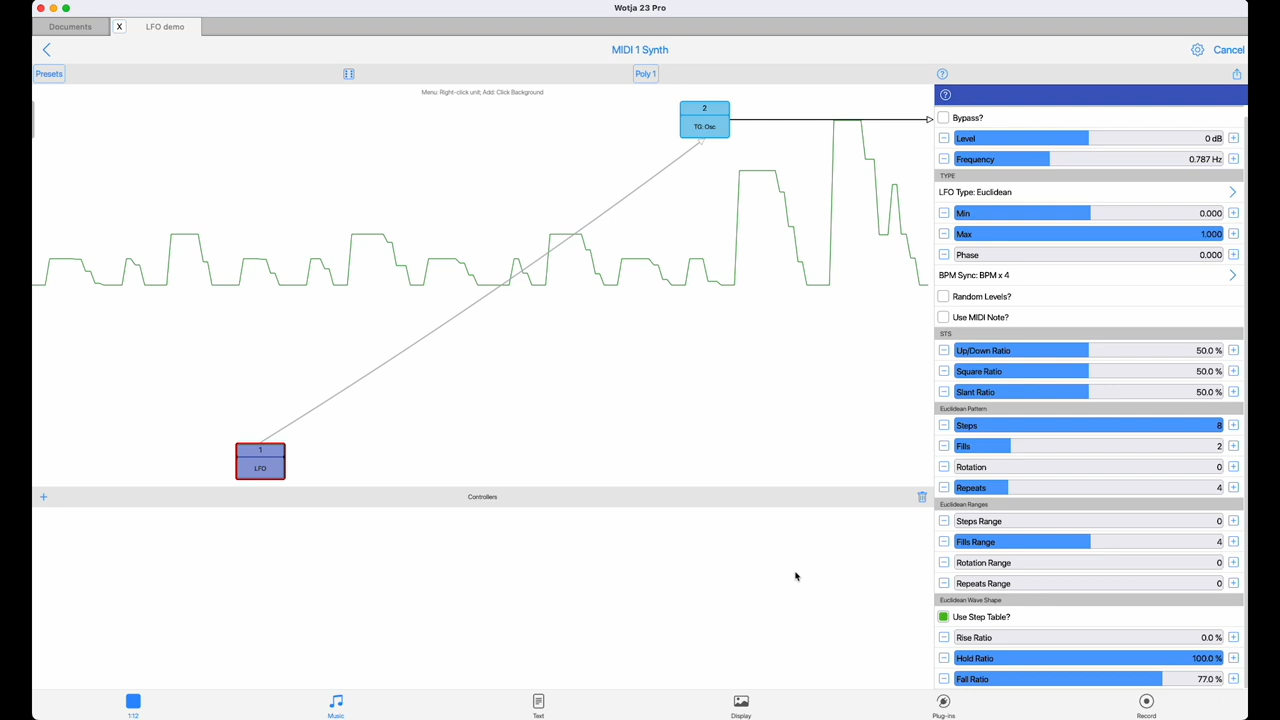 Wotja 23 Pro
Documents
X
LFO demo
MIDI 1 Synth
Cancel
Presets
Poly 1
Menu: Right-click unit; Add: Click Background
2
TG: Osc
1
LFO
Controllers
Bypass?
Level 0 dB
Frequency 0.787 Hz
TYPE
LFO Type: Euclidean
Min 0.000
Max 1.000
Phase 0.000
BPM Sync: BPM x 4
Random Levels?
Use MIDI Note?
STS
Up/Down Ratio 50.0 %
Square Ratio 50.0 %
Slant Ratio 50.0 %
Euclidean Pattern
Steps 8
Fills 2
Rotation 0
Repeats 4
Euclidean Ranges
Steps Range 0
Fills Range 4
Rotation Range 0
Repeats Range 0
Euclidean Wave Shape
Use Step Table?
Rise Ratio 0.0 %
Hold Ratio 100.0 %
Fall Ratio 77.0 %
1:12
Music
Text
Display
Plug-ins
Record